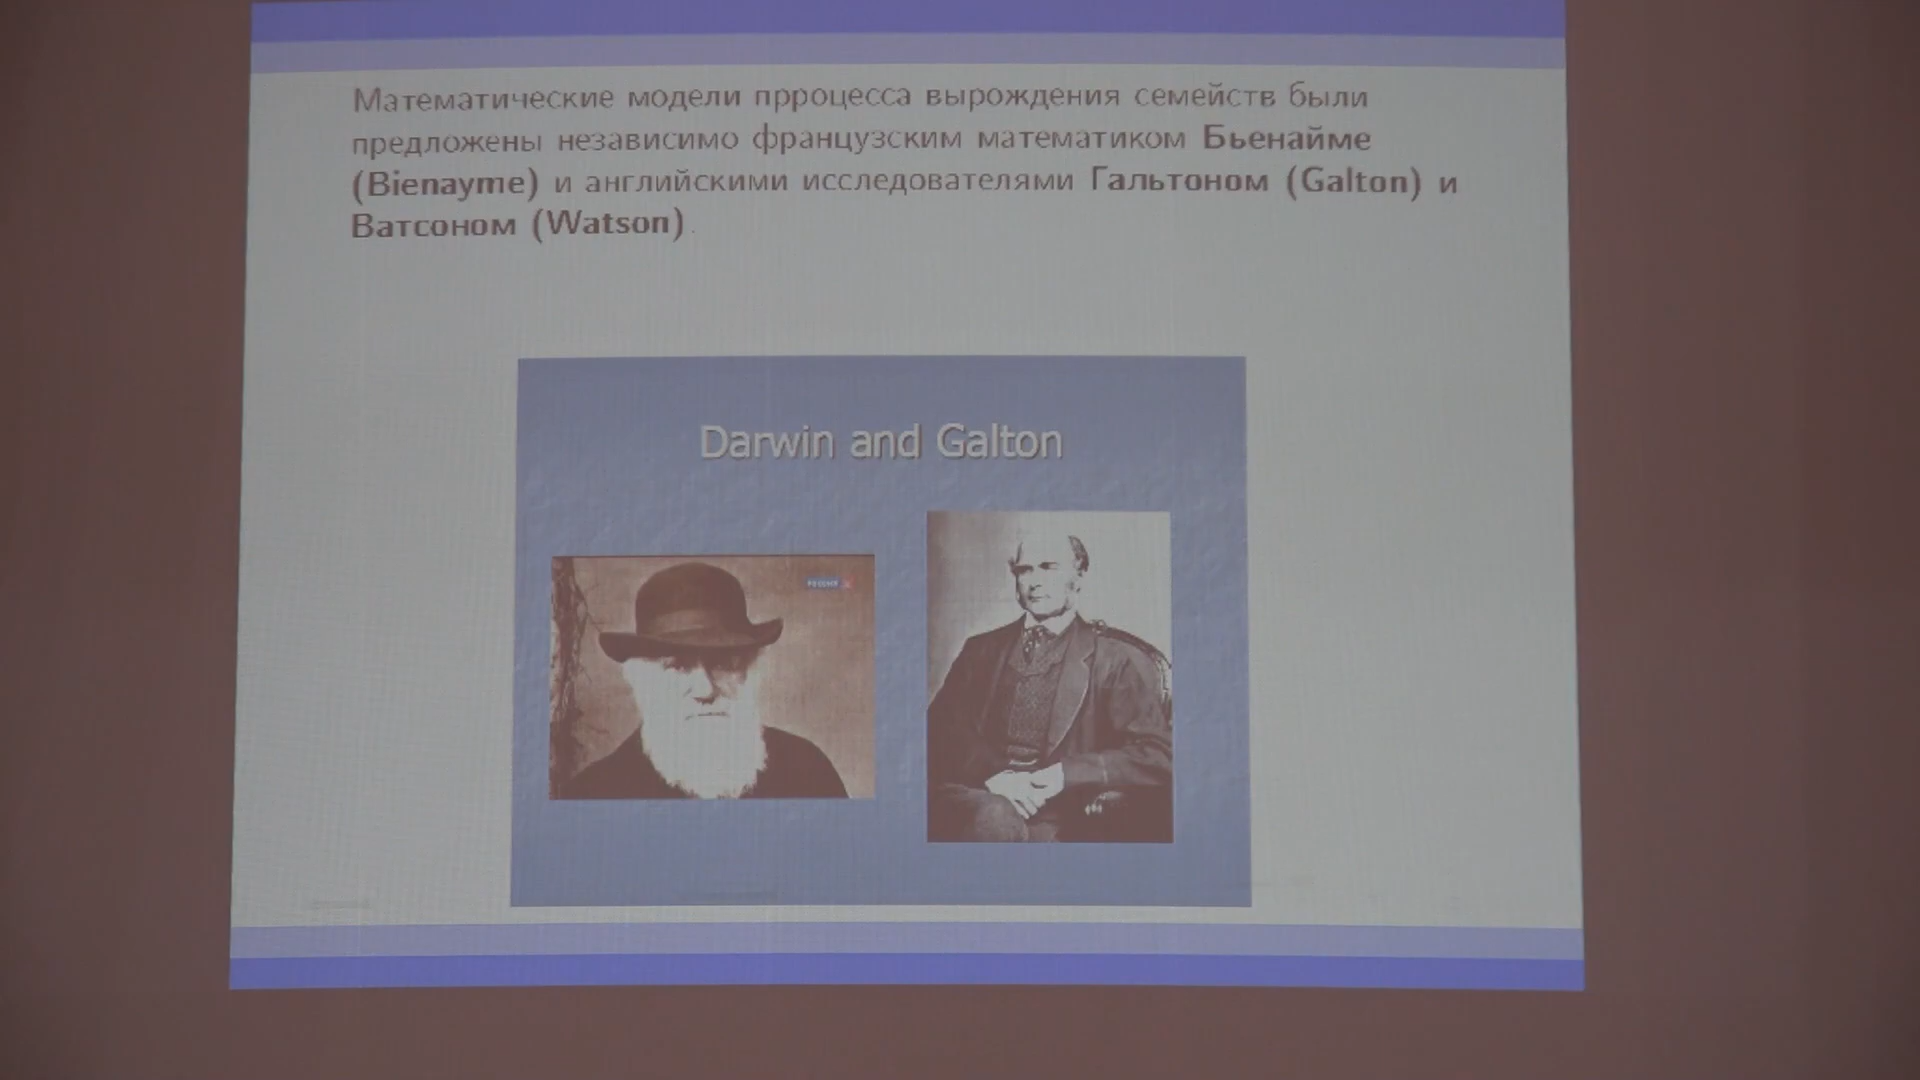 Математические модели прроцесса вырождения семейств были
предложены независимо французским математиком Бьенайме
(Bienayme) и английскими исследователями Гальтоном (Galton) и
Ватсоном (Watson).
Darwin and Galton
РОССИЯ